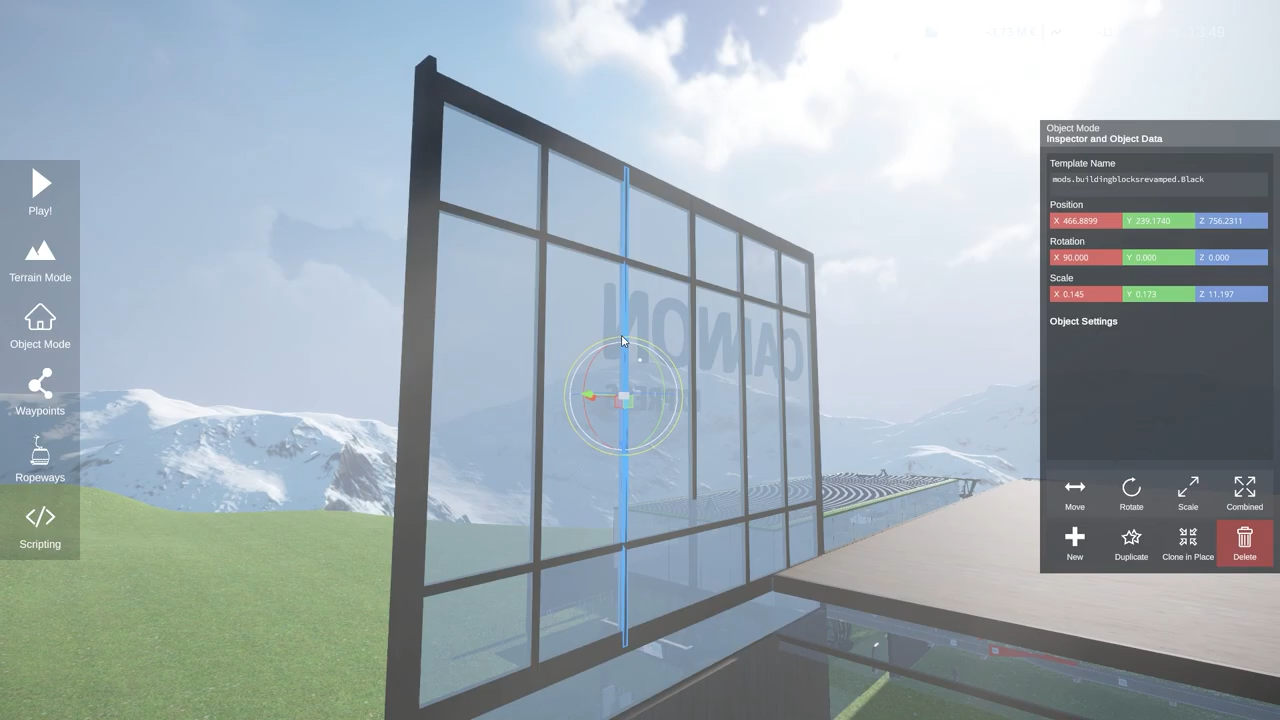 Object Mode
Inspector and Object Data
Template Name
mods.buildingblocksrevamped.Black
Position
X 466.8899 Y 239.1740 Z 756.2311
Rotation
X 90.000 Y 0.000 Z 0.000
Scale
X 0.145 Y 0.173 Z 11.197
Object Settings
Move Rotate Scale Combined
New Duplicate Clone in Place Delete
Play!
Terrain Mode
Object Mode
Waypoints
Ropeways
Scripting
CANYON